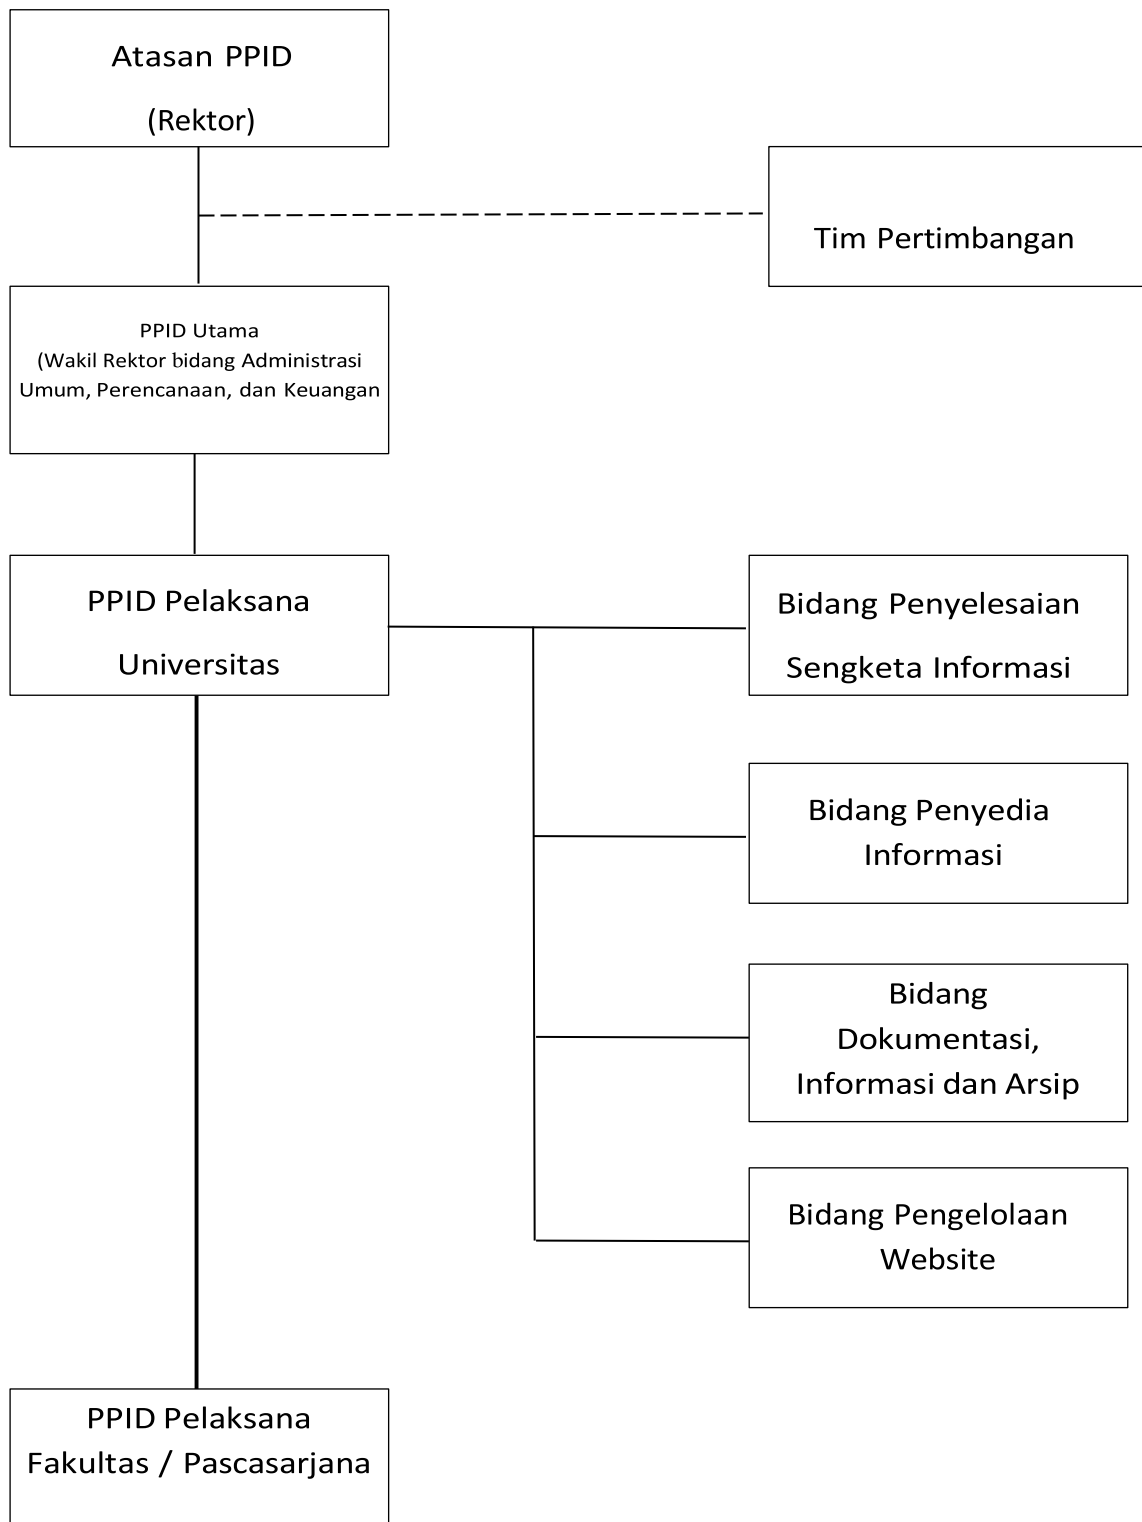 Atasan PPID
(Rektor)
Tim Pertimbangan
PPID Utama
(Wakil Rektor bidang Administrasi
Umum, Perencanaan, dan Keuangan
PPID Pelaksana
Universitas
Bidang Penyelesaian
Sengketa Informasi
Bidang Penyedia
Informasi
Bidang
Dokumentasi,
Informasi dan Arsip
Bidang Pengelolaan
Website
PPID Pelaksana
Fakultas / Pascasarjana